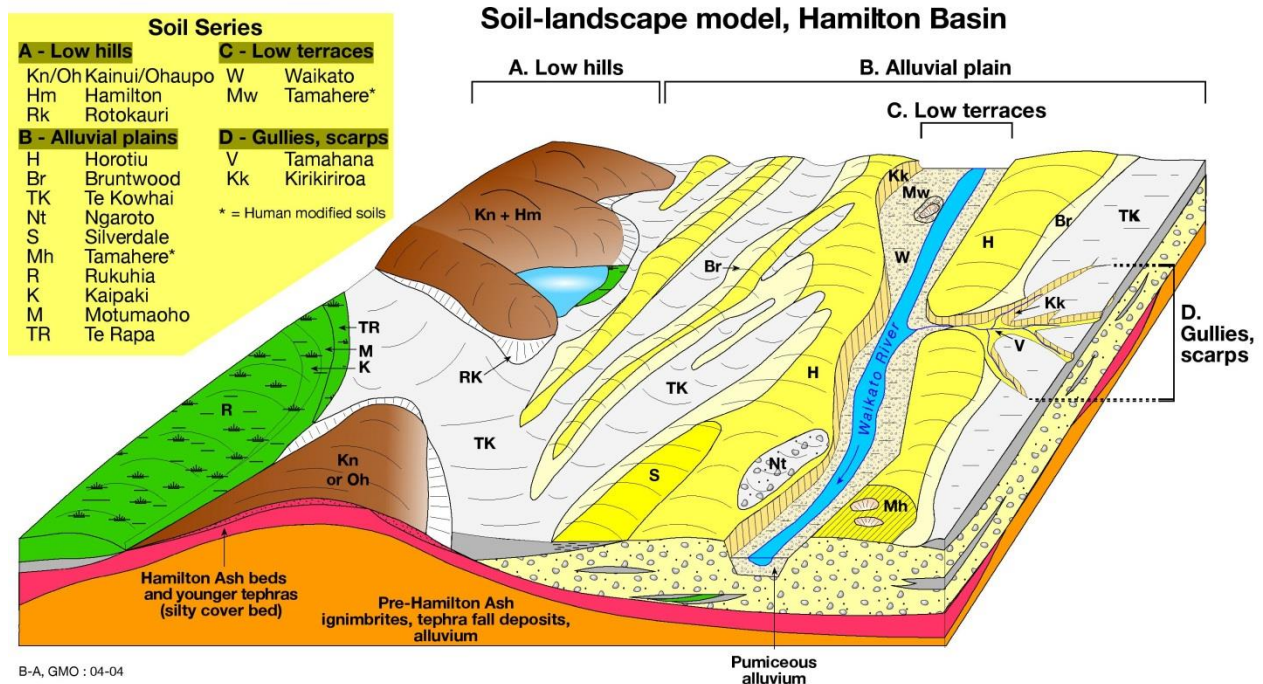 Soil-landscape model, Hamilton Basin
Soil Series
A - Low hills
Kn/Oh Kainui/Ohaupo
Hm Hamilton
Rk Rotokauri
B - Alluvial plains
H Horotiu
Br Bruntwood
TK Te Kowhai
Nt Ngaroto
S Silverdale
Mh Tamahere*
R Rukuhia
K Kaipaki
M Motumaoho
TR Te Rapa
C - Low terraces
W Waikato
Mw Tamahere*
D - Gullies, scarps
V Tamahana
Kk Kirikiriroa
* = Human modified soils
A. Low hills
B. Alluvial plain
C. Low terraces
Kk
Mw
Kn + Hm
Br
TK
H
W
Br
Kk
D.
Gullies,
scarps
V
TR
M
K
RK
TK
H
R
Waikato River
TK
Kn
or Oh
S
Nt
Mh
Hamilton Ash beds
and younger tephras
(silty cover bed)
Pre-Hamilton Ash
ignimbrites, tephra fall deposits,
alluvium
Pumiceous
alluvium
B-A, GMO : 04-04